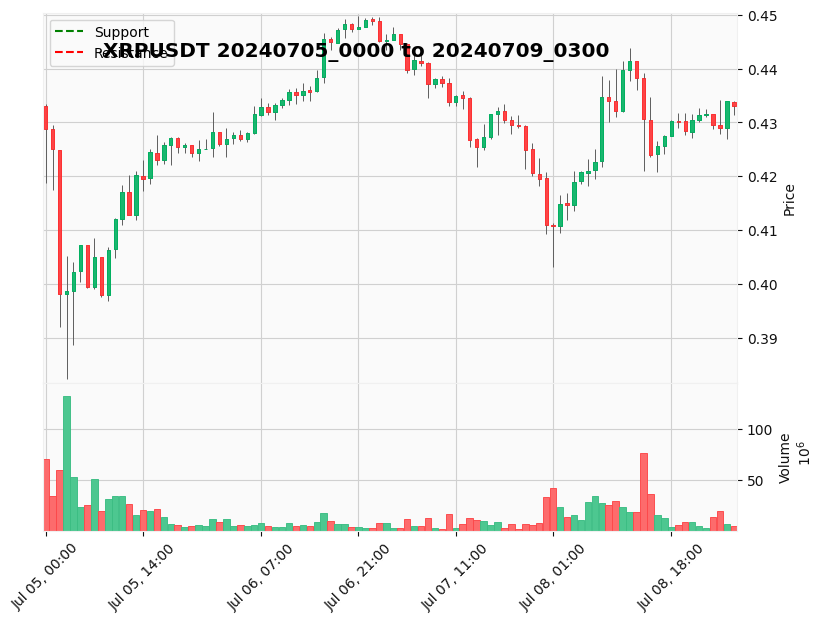 Support
XRPUSDT 20240705_0000 to 20240709_0300
Resistance
0.45
0.44
0.43
0.42
0.41
0.40
0.39
Price
100
50
Volume
10^6
Jul 05, 00:00
Jul 05, 14:00
Jul 06, 07:00
Jul 06, 21:00
Jul 07, 11:00
Jul 08, 01:00
Jul 08, 18:00